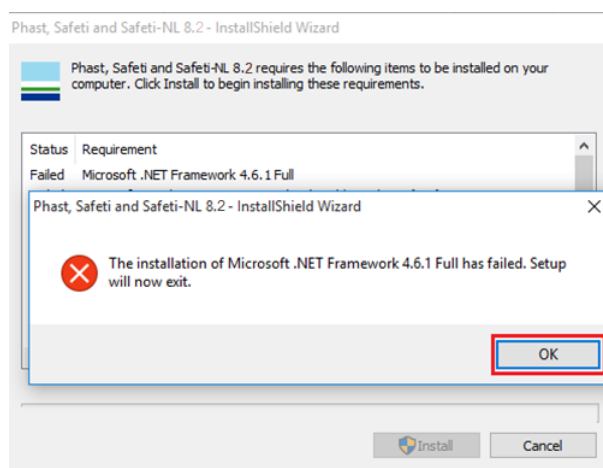 Phast, Safeti and Safeti-NL 8.2 - InstallShield Wizard
Phast, Safeti and Safeti-NL 8.2 requires the following items to be installed on your
computer. Click Install to begin installing these requirements.
Status Requirement
Failed Microsoft .NET Framework 4.6.1 Full
Phast, Safeti and Safeti-NL 8.2 - InstallShield Wizard
The installation of Microsoft .NET Framework 4.6.1 Full has failed. Setup
will now exit.
OK
Install Cancel